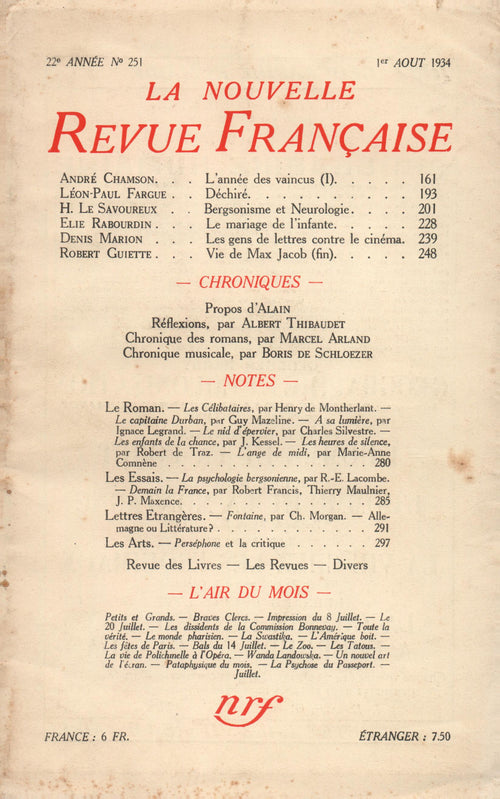 22e ANNÉE No 251 1er AOUT 1934
LA NOUVELLE
REVUE FRANÇAISE
ANDRÉ CHAMSON. . . L'année des vaincus (I). . . . . 161
LÉON-PAUL FARGUE . . Déchiré. . . . . . . . . 193
H. LE SAVOUREUX . . Bergsonisme et Neurologie. . . . . 201
ELIE RABOURDIN . . . Le mariage de l'infante. . . . . 228
DENIS MARION . . . Les gens de lettres contre le cinéma. 239
ROBERT GUIETTE . . . Vie de Max Jacob (fin). . . . . 248
— CHRONIQUES —
Propos d'ALAIN
Réflexions, par ALBERT THIBAUDET
Chronique des romans, par MARCEL ARLAND
Chronique musicale, par BORIS DE SCHLOEZER
— NOTES —
Le Roman. — Les Célibataires, par Henry de Montherlant. —
Le capitaine Durban, par Guy Mazeline. — A sa lumière, par
Ignace Legrand. — Le nid d'épervier, par Charles Silvestre. —
Les enfants de la chance, par J. Kessel. — Les heures de silence,
par Robert de Traz. — L'ange de midi, par Marie-Anne
Comnène . . . . . . . . . . . . . . 280
Les Essais. — La psychologie bergsonienne, par R.-E. Lacombe.
— Demain la France, par Robert Francis, Thierry Maulnier,
J. P. Maxence. . . . . . . . . . . . . 285
Lettres Etrangères. — Fontaine, par Ch. Morgan. — Alle-
magne ou Littérature? . . . . . . . . . . 291
Les Arts. — Perséphone et la critique . . . . . . 297
Revue des Livres — Les Revues — Divers
— L'AIR DU MOIS —
Petits et Grands. — Braves Clercs. — Impression du 8 Juillet. — Le
20 Juillet. — Les dissidents de la Commission Bonnevay. — Toute la
vérité. — Le monde pharisien. — La Swastika. — L'Amérique boit. —
Les fêtes de Paris. — Bals du 14 Juillet. — Le Zoo. — Les Tatous. —
La vie de Polichinelle à l'Opéra. — Wanda Landowska. — Un nouvel art
de l'écran. — Pataphysique du mois. — La Psychose du Passeport. —
Juillet.
nrf
FRANCE : 6 FR. ÉTRANGER : 7.50